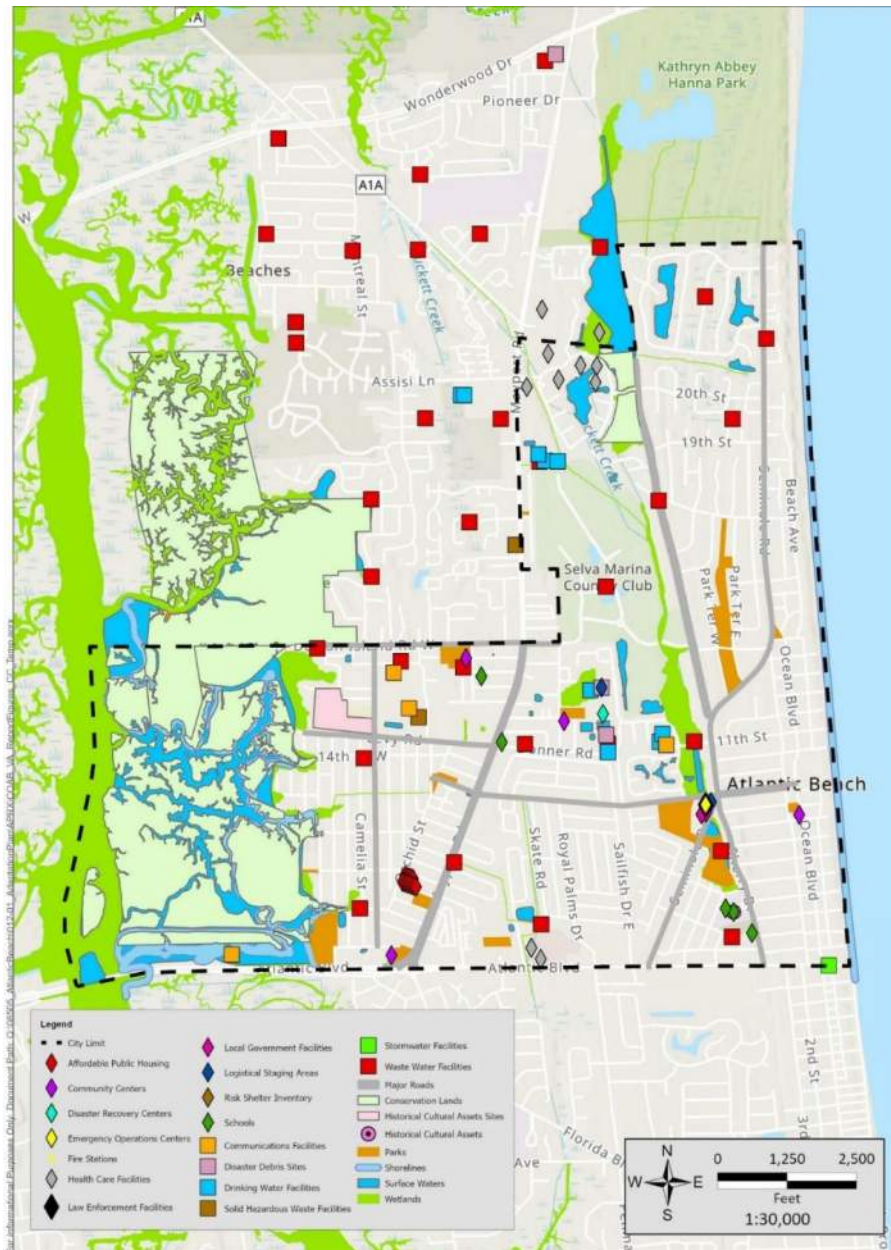 A1A
Creek
Wonderwood Dr
Pioneer Dr
Kathryn Abbey
Hanna Park
A1A
W
Montreal St
Beaches
Assisi Ln
20th St
19th St
Seminole Rd
Beach Ave
Selva Marina
Country Club
Park Ter W
Park Ter E
Ocean Blvd
14th
W
11th St
Atlantic Beach
Camelia St
Skate Rd
Royal Palms Dr
Sailfish Dr E
Ocean Blvd
Atlantic Blvd
Atlantic Blvd
2nd St
3rd
Florida Bl
Ave
Legend
City Limit
Affordable Public Housing
Community Centers
Disaster Recovery Centers
Emergency Operations Centers
Fire Stations
Health Care Facilities
Law Enforcement Facilities
Local Government Facilities
Logistical Staging Areas
Risk Shelter Inventory
Schools
Communications Facilities
Disaster Debris Sites
Drinking Water Facilities
Solid Hazardous Waste Facilities
Stormwater Facilities
Waste Water Facilities
Major Roads
Conservation Lands
Historical Cultural Assets Sites
Historical Cultural Assets
Parks
Shorelines
Surface Waters
Wetlands
N
W E
S
0 1,250 2,500
Feet
1:30,000